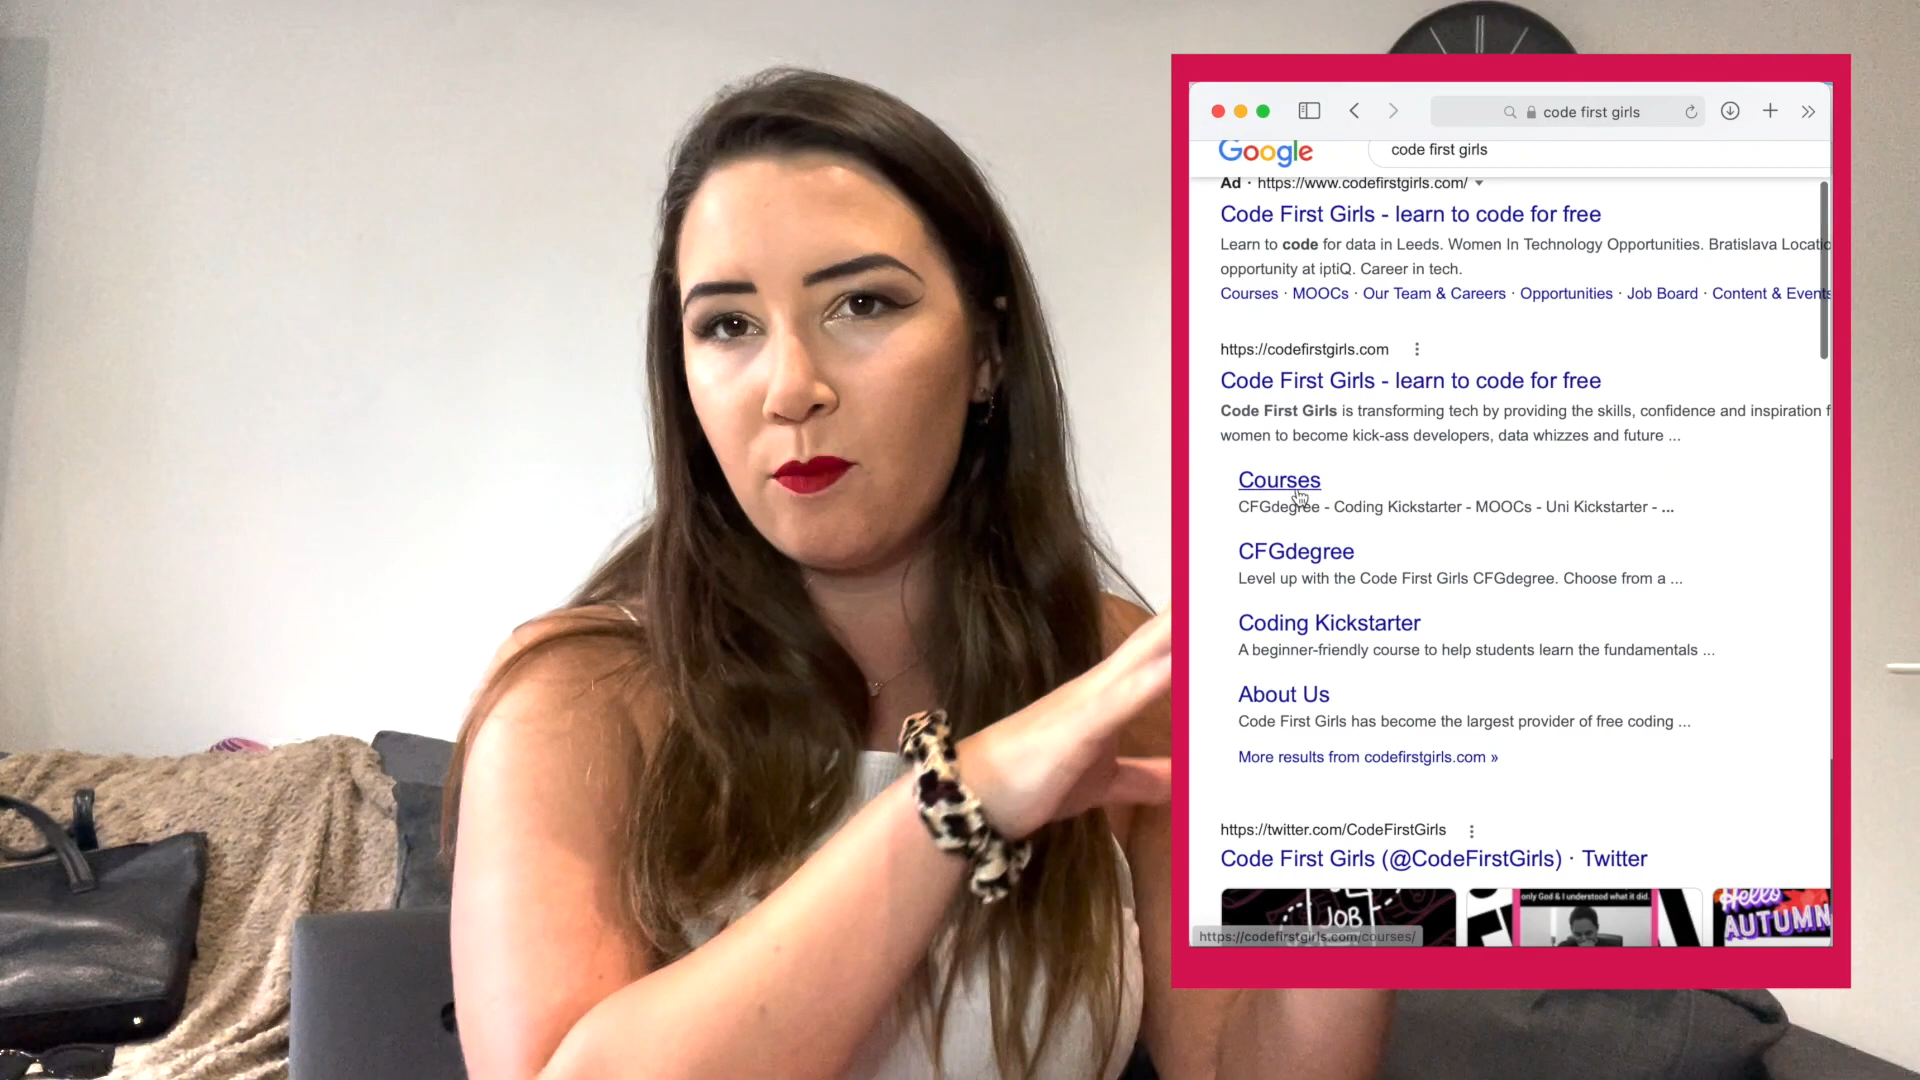 code first girls
Google
code first girls
Ad · https://www.codefirstgirls.com/
Code First Girls - learn to code for free
Learn to code for data in Leeds. Women In Technology Opportunities. Bratislava
opportunity at iptiQ. Career in tech.
Courses · MOOCs · Our Team & Careers · Opportunities · Job Board · Content & Events
https://codefirstgirls.com
Code First Girls - learn to code for free
Code First Girls is transforming tech by providing the skills, confidence and inspiration
women to become kick-ass developers, data whizzes and future ...
Courses
CFGdegree - Coding Kickstarter - MOOCs - Uni Kickstarter - ...
CFGdegree
Level up with the Code First Girls CFGdegree. Choose from a ...
Coding Kickstarter
A beginner-friendly course to help students learn the fundamentals ...
About Us
Code First Girls has become the largest provider of free coding ...
More results from codefirstgirls.com »
https://twitter.com/CodeFirstGirls
Code First Girls (@CodeFirstGirls) · Twitter
JOB
only God & I understood what it did.
Hello
AUTUMN
https://codefirstgirls.com/courses/